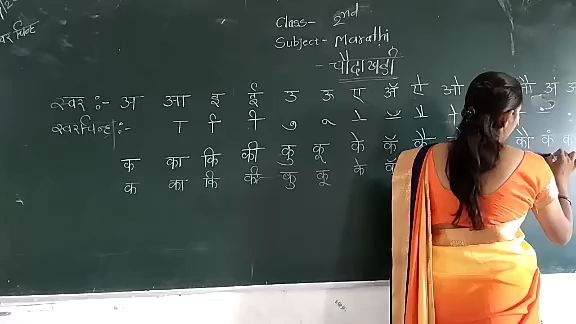 Class- 2nd
Subject- Marathi
- चौदाखडी
स्वर :- अ आ इ ई उ ऊ ए ॲ ऐ ओ औ अं
स्वरचिन्ह :- ा ि ी ु ू े ॅ ै
क का कि की कु कू के कॅ कै कौ कं
क का कि की कु कू के कॅ